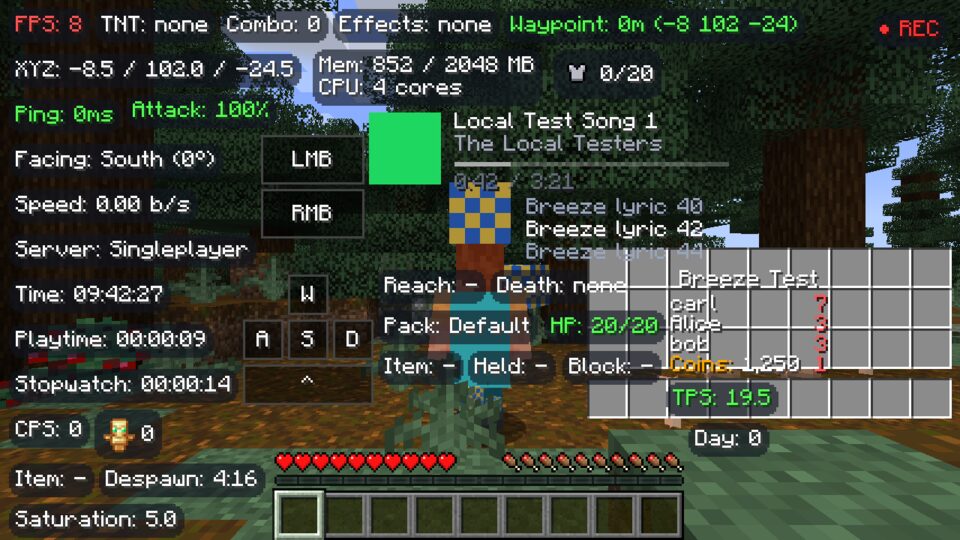 FPS: 8 TNT: none Combo: 0 Effects: none Waypoint: 0m (-8 102 -24)
● REC
XYZ: -8.5 / 102.0 / -24.5
Mem: 852 / 2048 MB
CPU: 4 cores
0/20
Ping: 0ms Attack: 100%
Local Test Song 1
The Local Testers
0:42 / 3:21
Breeze lyric 40
Breeze lyric 42
Breeze lyric 44
Facing: South (0°)
LMB
Speed: 0.00 b/s
RMB
Server: Singleplayer
Time: 09:42:27
W
A S D
^
Playtime: 00:00:09
Stopwatch: 00:00:14
Reach: - Death: none
Pack: Default HP: 20/20
Item: - Held: - Block: -
Breeze Test
carl 7
Alice 3
bob 3
Coins: 1,250 1
TPS: 19.5
Day: 0
CPS: 0 0
Item: - Despawn: 4:16
Saturation: 5.0